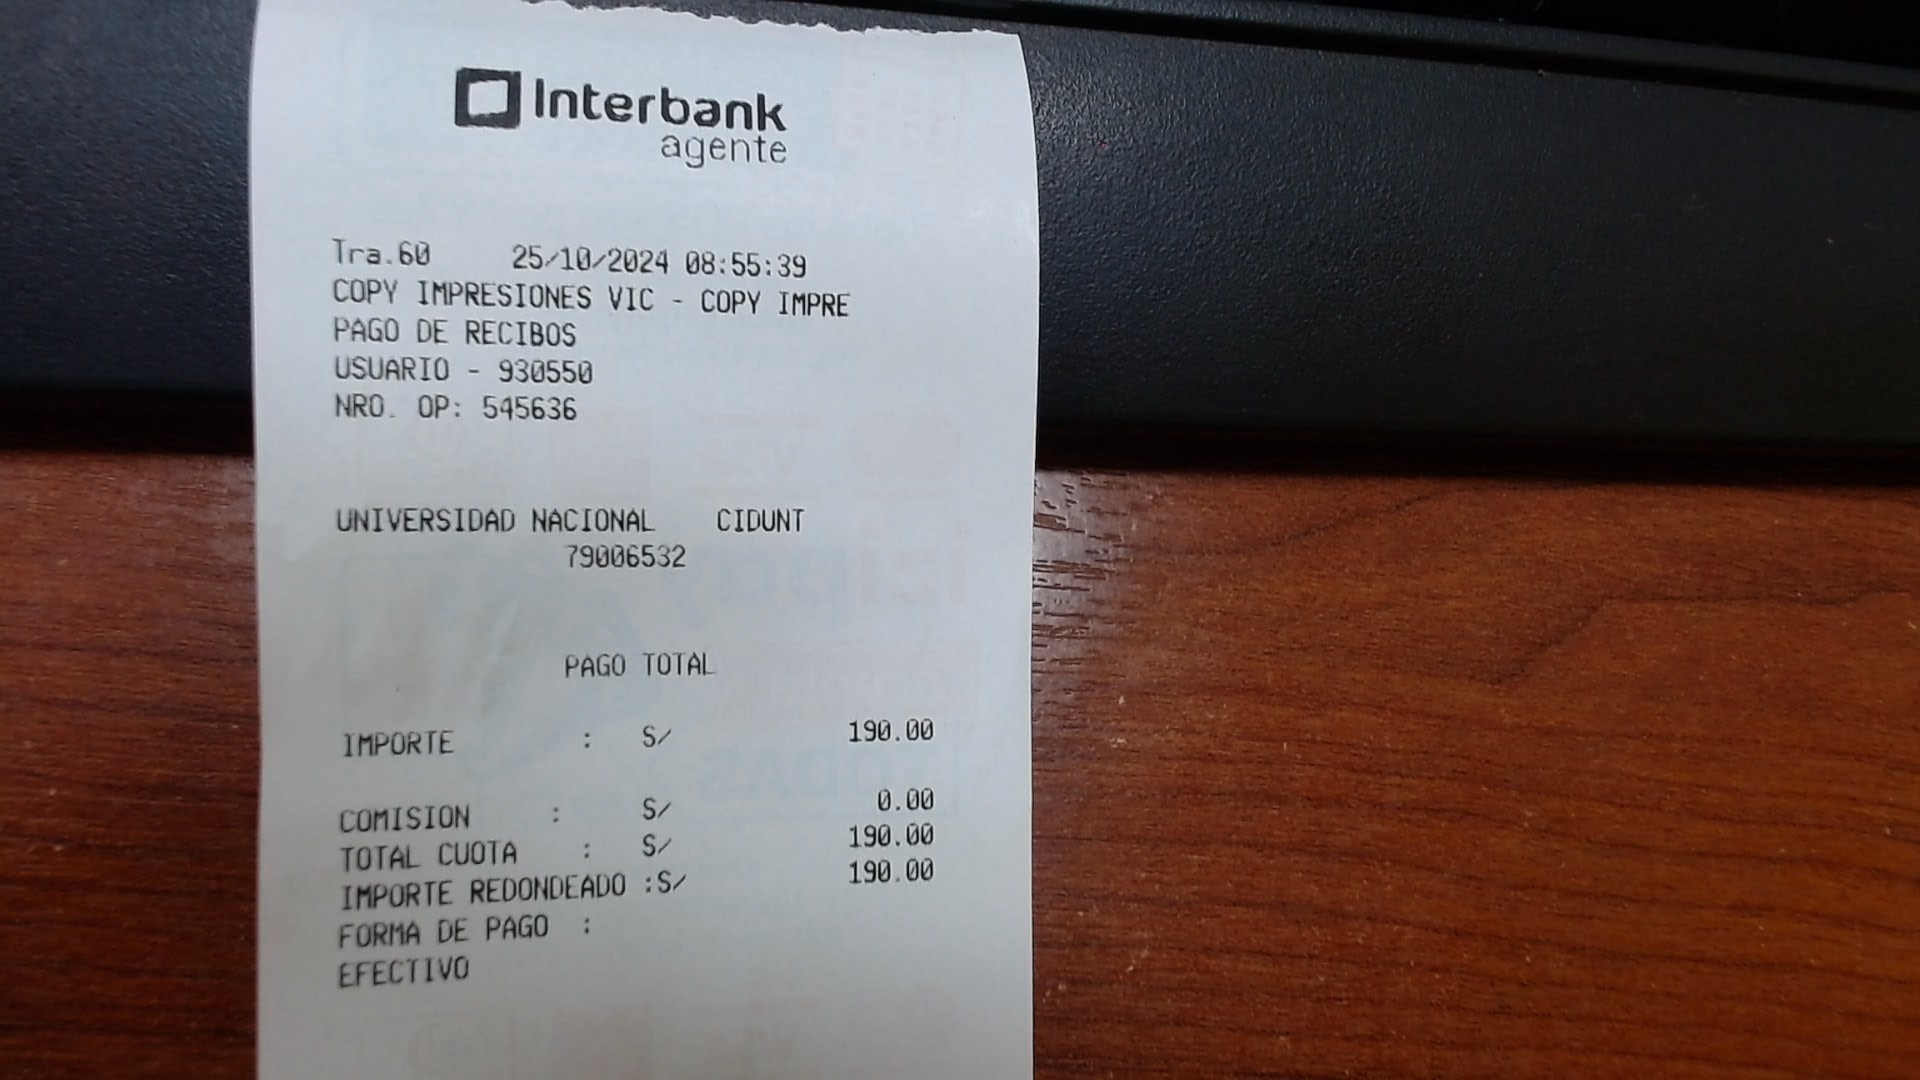 Interbank
agente
Tra.60 25/10/2024 08:55:39
COPY IMPRESIONES VIC - COPY IMPRE
PAGO DE RECIBOS
USUARIO - 930550
NRO. OP: 545636
UNIVERSIDAD NACIONAL CIDUNT
79006532
PAGO TOTAL
IMPORTE : S/ 190.00
COMISION : S/ 0.00
TOTAL CUOTA : S/ 190.00
IMPORTE REDONDEADO :S/ 190.00
FORMA DE PAGO :
EFECTIVO